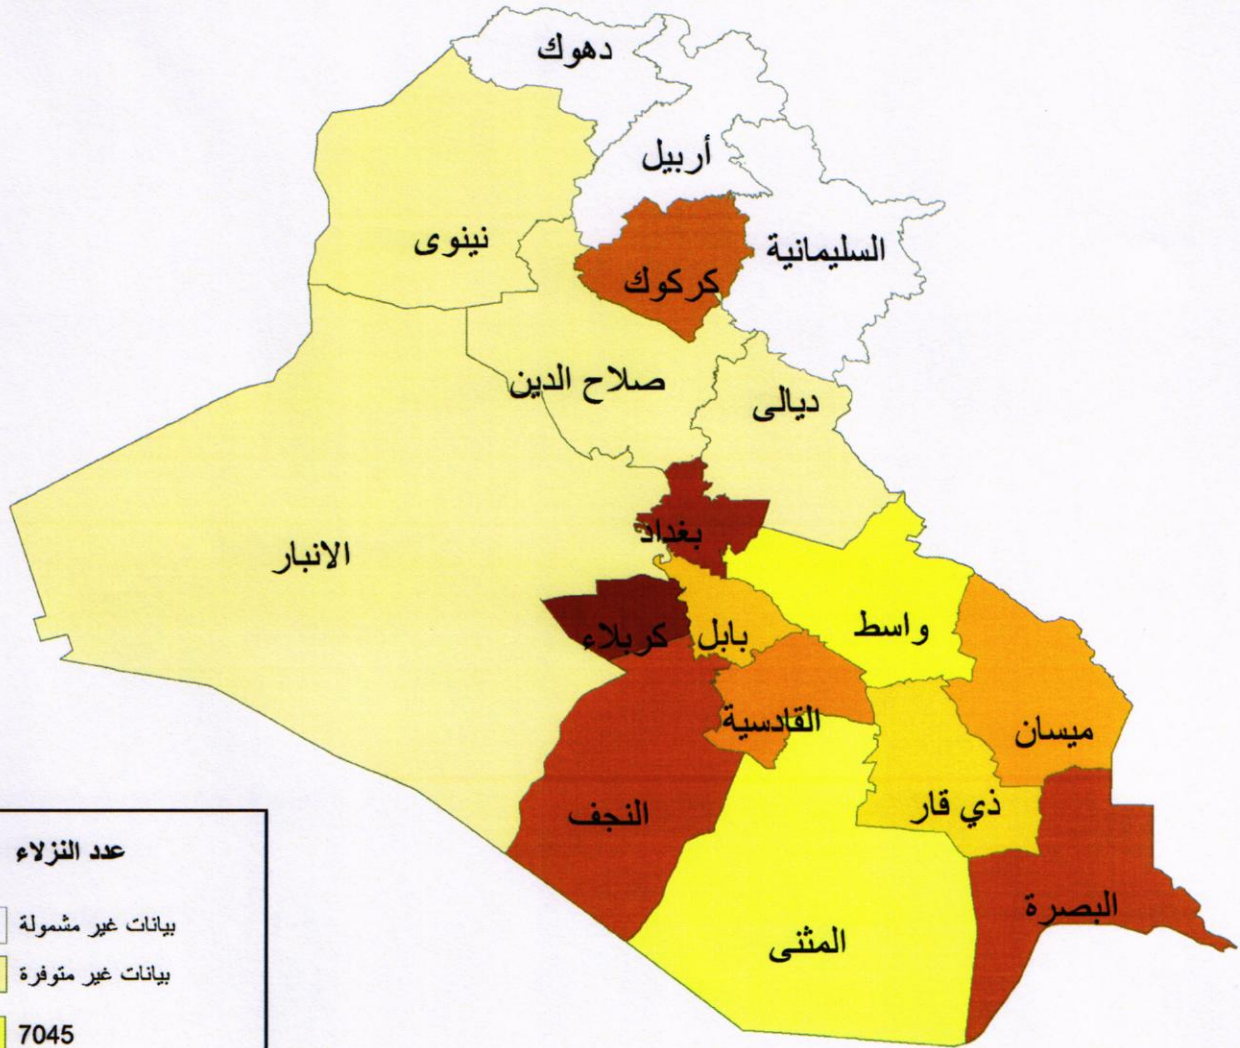 دهوك
أربيل
نينوى
كركوك
السليمانية
صلاح الدين
ديالى
بغداد
الانبار
كربلاء
بابل
واسط
القادسية
ميسان
النجف
ذي قار
البصرة
المثنى
عدد النزلاء
بيانات غير مشمولة
بيانات غير متوفرة
7045